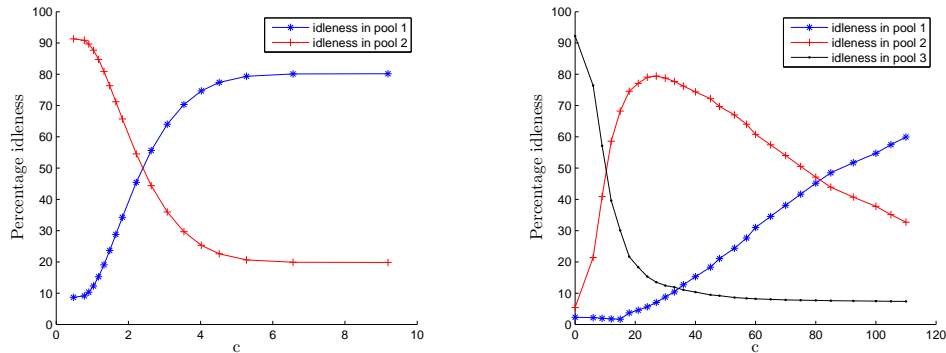 100
90
80
70
60
50
40
30
20
10
0
Percentage idleness
idleness in pool 1
idleness in pool 2
0 2 4 6 8 10
c
100
90
80
70
60
50
40
30
20
10
0
Percentage idleness
idleness in pool 1
idleness in pool 2
idleness in pool 3
0 20 40 60 80 100 120
c